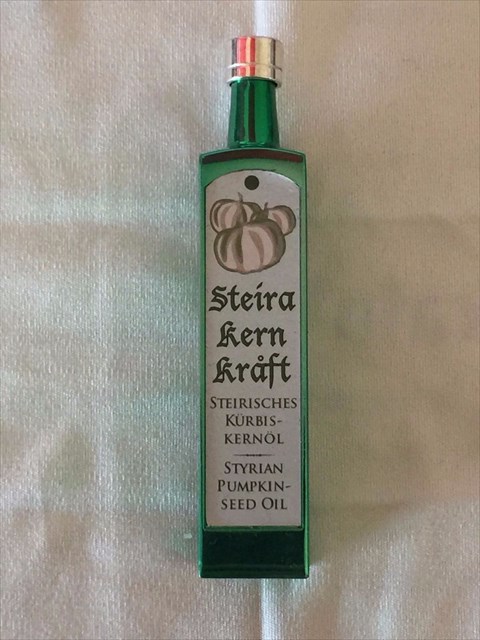 Steira
kern
kråft
STEIRISCHES
KÜRBIS-
KERNÖL
STYRIAN
PUMPKIN-
SEED OIL